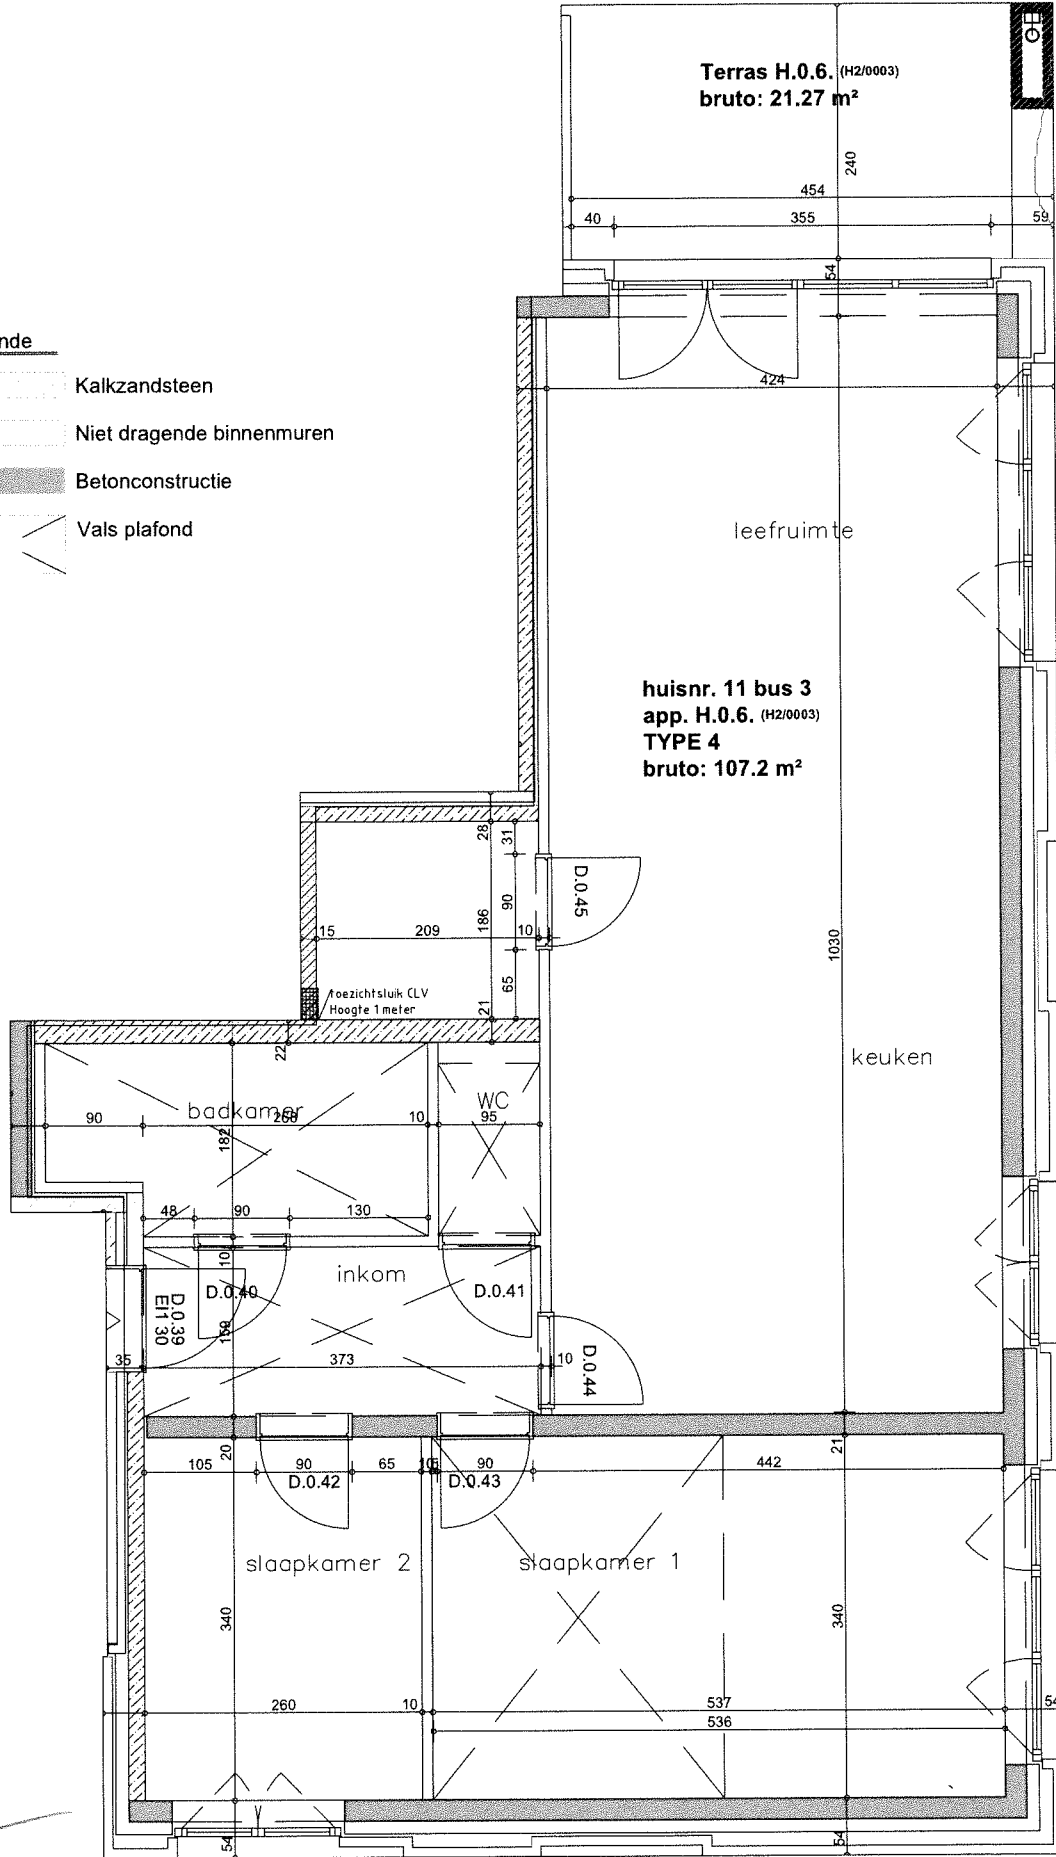 Terras H.0.6. (H2/0003)
bruto: 21.27 m²
240
454
40 355 59
54
nde
Kalkzandsteen
Niet dragende binnenmuren
Betonconstructie
Vals plafond
424
leefruimte
huisnr. 11 bus 3
app. H.0.6. (H2/0003)
TYPE 4
bruto: 107.2 m²
28
31
90
186
D.0.45
15 209 10
1030
65
21
toezichtsluik CLV
Hoogte 1 meter
22
keuken
badkamer
WC
90 268 10 95
182
48 90 130
10
inkom
D.0.40
D.0.41
D.0.39
EI1 30
159
35 373 10
D.0.44
20
21
105 90 65 10 90 442
D.0.42
D.0.43
slaapkamer 2
slaapkamer 1
340
340
260 10 537 54
536
54
54